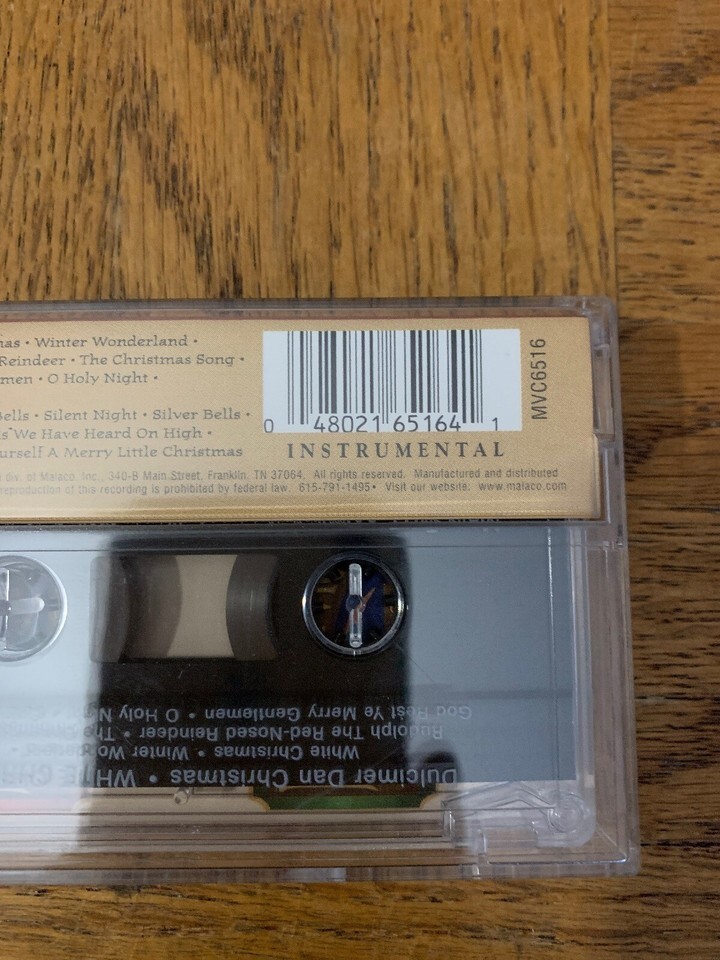 nas • Winter Wonderland •
Reindeer • The Christmas Song •
men • O Holy Night •
Bells • Silent Night • Silver Bells •
s We Have Heard On High •
urself A Merry Little Christmas
0 48021 65164 1
INSTRUMENTAL
MVC6516
div. of Malaco, Inc., 340-B Main Street, Franklin, TN 37064. All rights reserved. Manufactured and distributed
reproduction of this recording is prohibited by federal law. 615-791-1495 • Visit our website: www.malaco.com
Dulcimer Dan Christmas • WHITE CHR
White Christmas • Winter Wonderland •
Rudolph The Red-Nosed Reindeer • The Christmas
God Rest Ye Merry Gentlemen • O Holy N